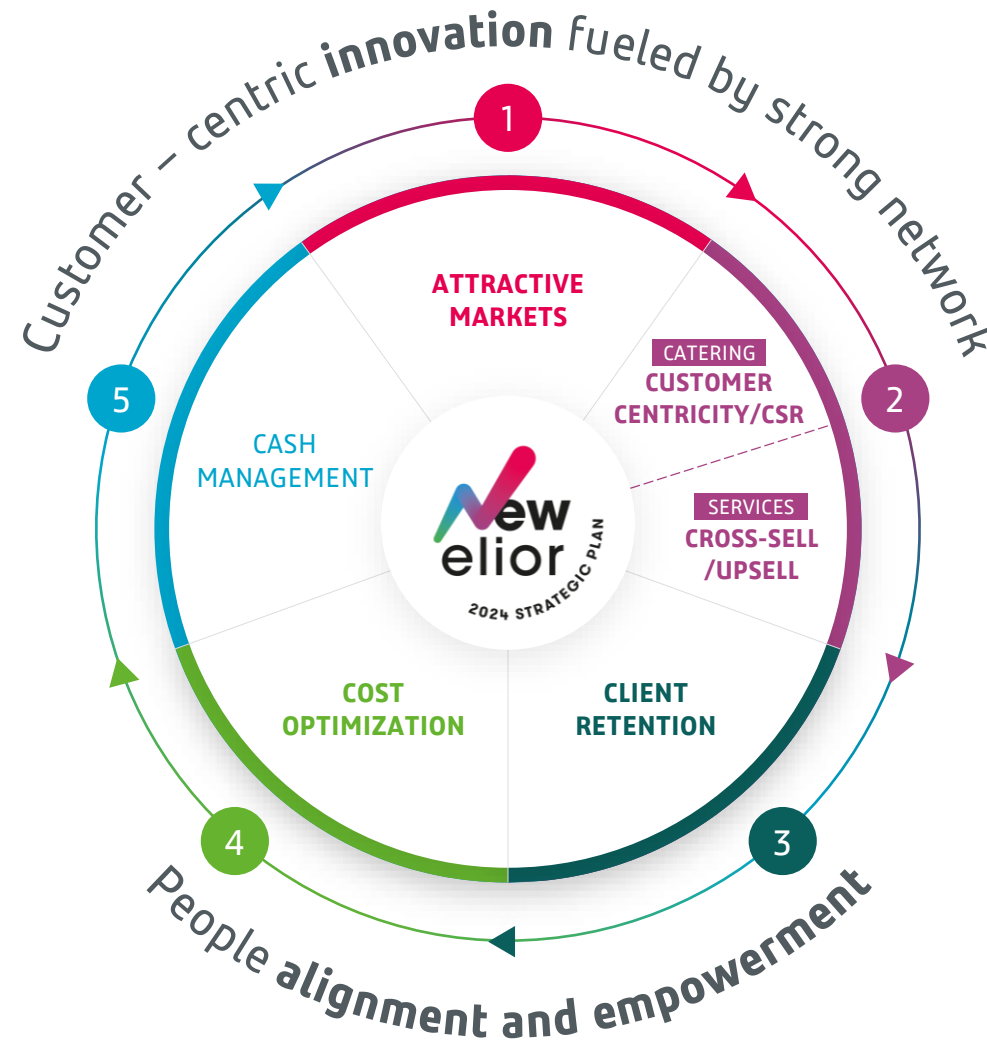 Customer – centric innovation fueled by strong network
1
ATTRACTIVE
MARKETS
CATERING
CUSTOMER
CENTRICITY/CSR
2
SERVICES
CROSS-SELL
/UPSELL
CLIENT
RETENTION
3
COST
OPTIMIZATION
4
CASH
MANAGEMENT
5
New
elior
2024 STRATEGIC PLAN
People alignment and empowerment